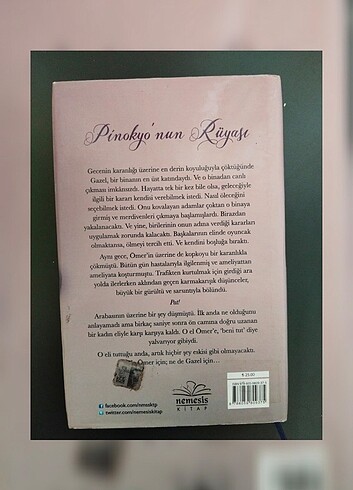 Pinokyo'nun Rüyası
Gecenin karanlığı üzerine en derin koyuluğuyla çöktüğünde
Gazel, bir binanın en üst katındaydı. Ve o binadan canlı
çıkması imkânsızdı. Hayatta tek bir kez bile olsa, geleceğiyle
ilgili bir kararı kendisi verebilmek istedi. Nasıl öleceğini
seçebilmek istedi. Onu kovalayan adamlar çoktan o binaya
girmiş ve merdivenleri çıkmaya başlamışlardı. Birazdan
yakalanacaktı. Ve yine, birilerinin onun adına verdiği kararları
uygulamak zorunda kalacaktı. Başkalarının elinde oyuncak
olmaktansa, ölmeyi tercih etti. Ve kendini boşluğa bıraktı.
Aynı gece, Ömer'in üzerine de kopkoyu bir karanlıkla
çökmüştü. Bütün gün hastalarıyla ilgilenmiş ve ameliyattan
ameliyata koşturmuştu. Trafikten kurtulmak için girdiği ara
yolda ilerlerken aklından geçen karmakarışık düşünceler,
büyük bir gürültü ve sarsıntıyla bölündü.
Pat!
Arabasının üzerine bir şey düşmüştü. İlk anda ne olduğunu
anlayamadı ama birkaç saniye sonra ön camına doğru uzanan
bir kadın eliyle karşı karşıya kaldı. O el Ömer'e, 'beni tut' diye
yalvarıyor gibiydi.
O eli tuttuğu anda, artık hiçbir şey eskisi gibi olmayacaktı.
Ömer için; ne de Gazel için…
facebook.com/nmssktp
twitter.com/nemesiskitap
nemesis
KİTAP
₺ 25.00